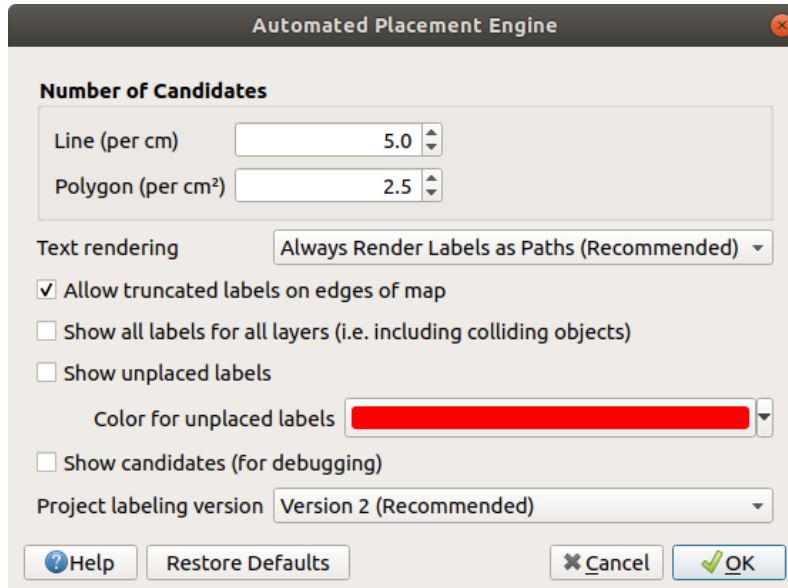 Automated Placement Engine
Number of Candidates
Line (per cm) 5.0
Polygon (per cm²) 2.5
Text rendering Always Render Labels as Paths (Recommended)
Allow truncated labels on edges of map
Show all labels for all layers (i.e. including colliding objects)
Show unplaced labels
Color for unplaced labels
Show candidates (for debugging)
Project labeling version Version 2 (Recommended)
Help Restore Defaults Cancel OK